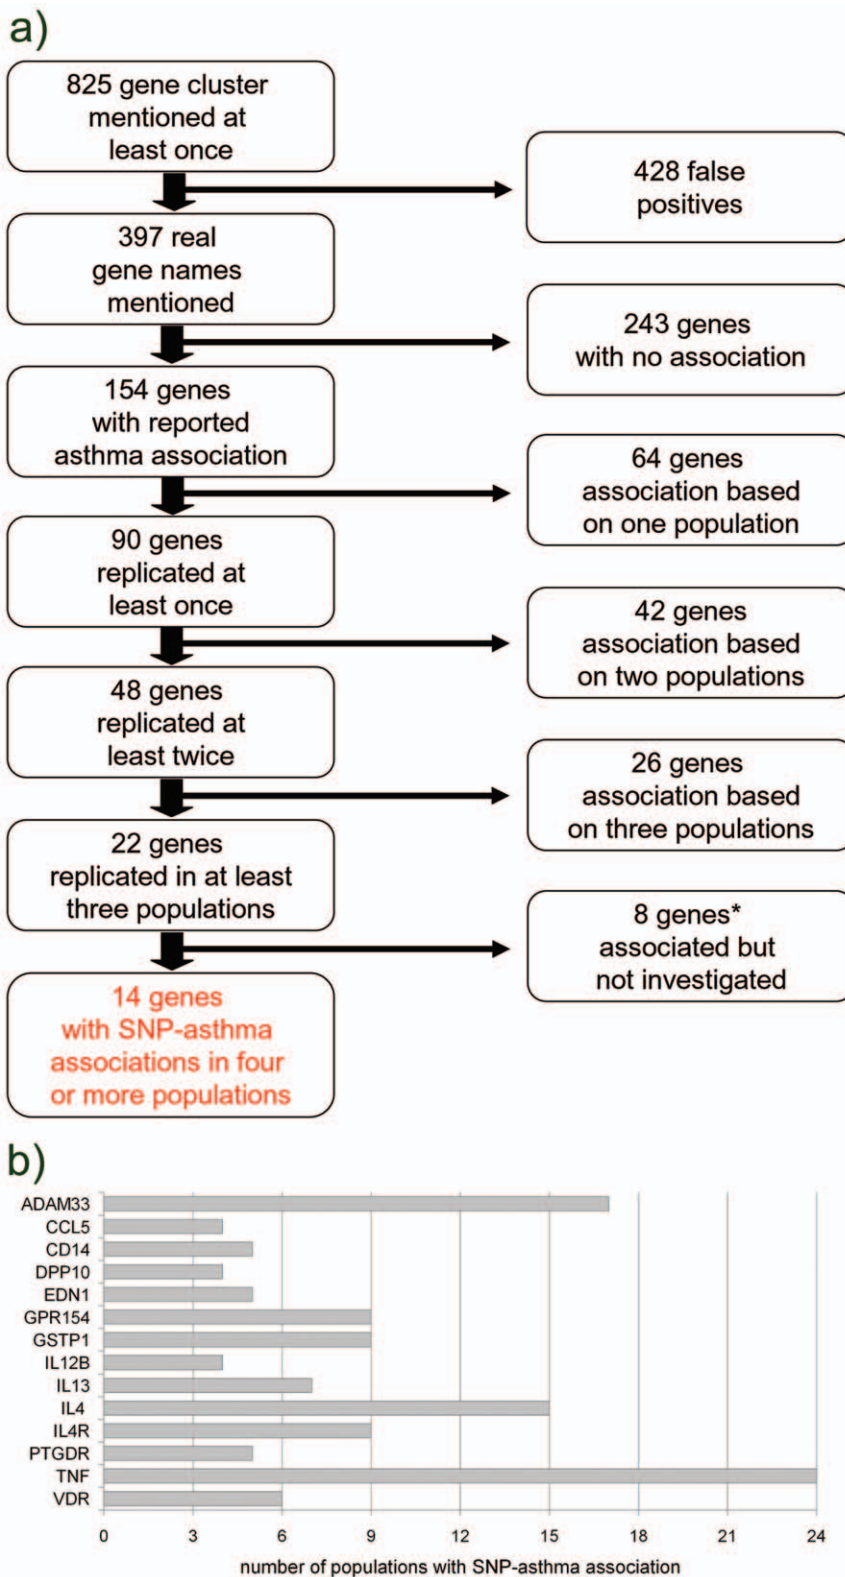 a)
825 gene cluster
mentioned at
least once
428 false
positives
397 real
gene names
mentioned
243 genes
with no association
154 genes
with reported
asthma association
64 genes
association based
on one population
90 genes
replicated at
least once
42 genes
association based
on two populations
48 genes
replicated at
least twice
26 genes
association based
on three populations
22 genes
replicated in at least
three populations
8 genes*
associated but
not investigated
14 genes
with SNP-asthma
associations in four
or more populations
b)
ADAM33
CCL5
CD14
DPP10
EDN1
GPR154
GSTP1
IL12B
IL13
IL4
IL4R
PTGDR
TNF
VDR
0 3 6 9 12 15 18 21 24
number of populations with SNP-asthma association